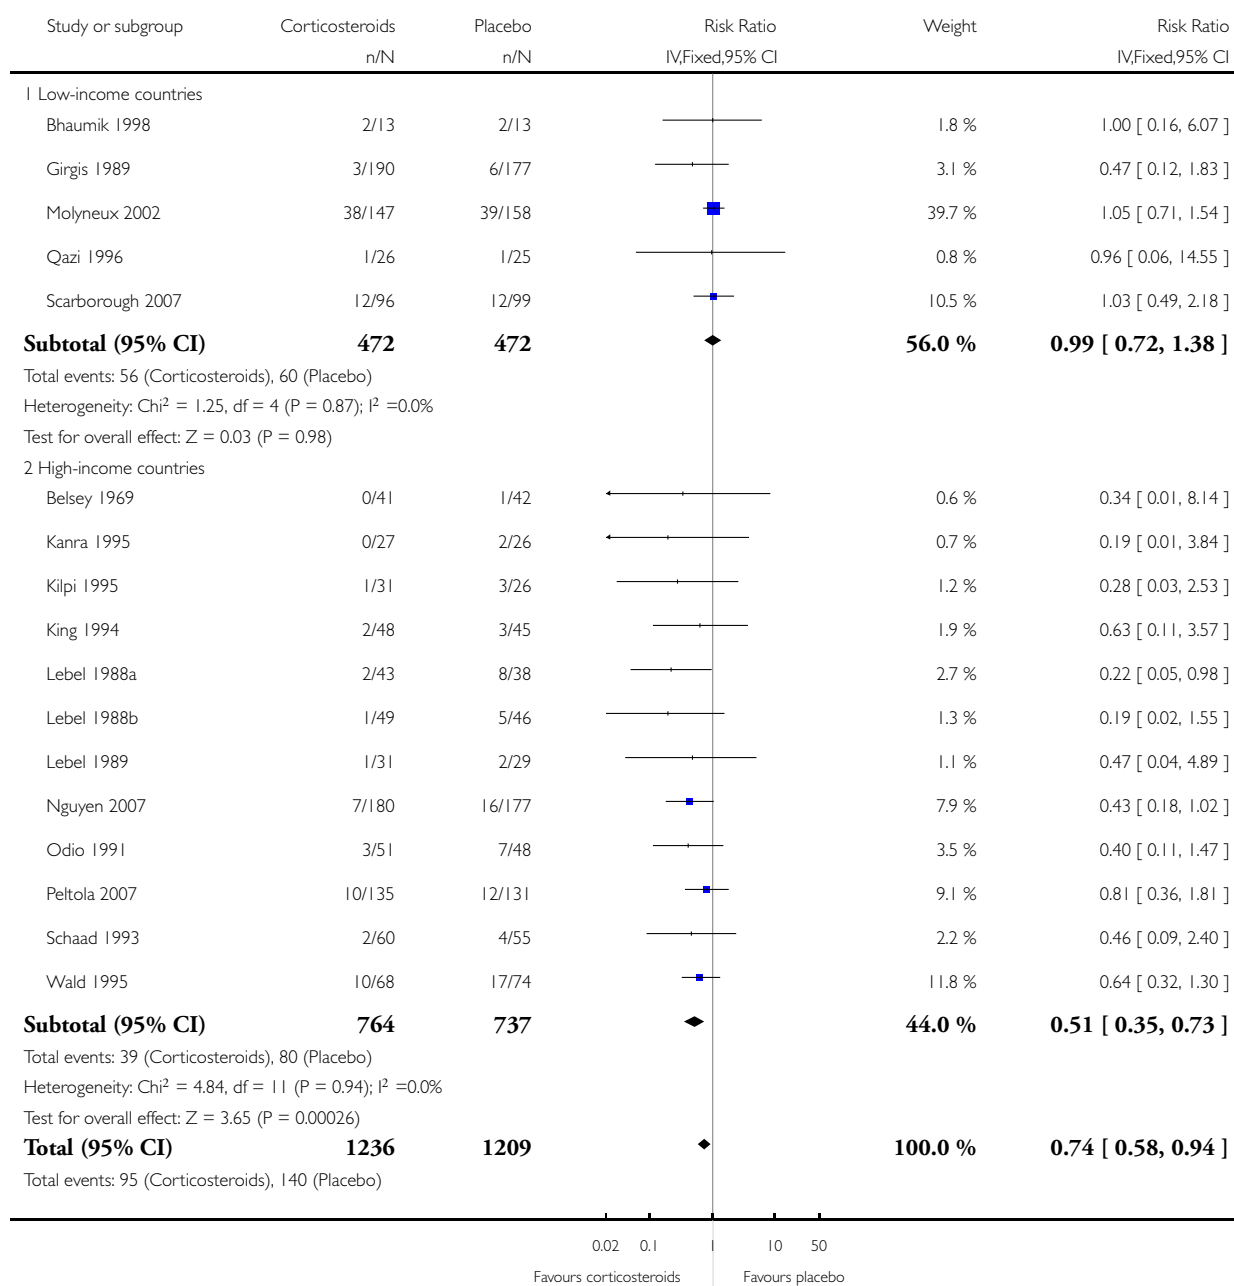 Study or subgroup Corticosteroids Placebo Risk Ratio Weight Risk Ratio
n/N n/N IV,Fixed,95% CI IV,Fixed,95% CI
1 Low-income countries
Bhaumik 1998 2/13 2/13 1.8 % 1.00 [ 0.16, 6.07 ]
Girgis 1989 3/190 6/177 3.1 % 0.47 [ 0.12, 1.83 ]
Molyneux 2002 38/147 39/158 39.7 % 1.05 [ 0.71, 1.54 ]
Qazi 1996 1/26 1/25 0.8 % 0.96 [ 0.06, 14.55 ]
Scarborough 2007 12/96 12/99 10.5 % 1.03 [ 0.49, 2.18 ]
Subtotal (95% CI) 472 472 56.0 % 0.99 [ 0.72, 1.38 ]
Total events: 56 (Corticosteroids), 60 (Placebo)
Heterogeneity: Chi² = 1.25, df = 4 (P = 0.87); I² =0.0%
Test for overall effect: Z = 0.03 (P = 0.98)
2 High-income countries
Belsey 1969 0/41 1/42 0.6 % 0.34 [ 0.01, 8.14 ]
Kanra 1995 0/27 2/26 0.7 % 0.19 [ 0.01, 3.84 ]
Kilpi 1995 1/31 3/26 1.2 % 0.28 [ 0.03, 2.53 ]
King 1994 2/48 3/45 1.9 % 0.63 [ 0.11, 3.57 ]
Lebel 1988a 2/43 8/38 2.7 % 0.22 [ 0.05, 0.98 ]
Lebel 1988b 1/49 5/46 1.3 % 0.19 [ 0.02, 1.55 ]
Lebel 1989 1/31 2/29 1.1 % 0.47 [ 0.04, 4.89 ]
Nguyen 2007 7/180 16/177 7.9 % 0.43 [ 0.18, 1.02 ]
Odio 1991 3/51 7/48 3.5 % 0.40 [ 0.11, 1.47 ]
Peltola 2007 10/135 12/131 9.1 % 0.81 [ 0.36, 1.81 ]
Schaad 1993 2/60 4/55 2.2 % 0.46 [ 0.09, 2.40 ]
Wald 1995 10/68 17/74 11.8 % 0.64 [ 0.32, 1.30 ]
Subtotal (95% CI) 764 737 44.0 % 0.51 [ 0.35, 0.73 ]
Total events: 39 (Corticosteroids), 80 (Placebo)
Heterogeneity: Chi² = 4.84, df = 11 (P = 0.94); I² =0.0%
Test for overall effect: Z = 3.65 (P = 0.00026)
Total (95% CI) 1236 1209 100.0 % 0.74 [ 0.58, 0.94 ]
Total events: 95 (Corticosteroids), 140 (Placebo)
0.02 0.1 1 10 50
Favours corticosteroids Favours placebo